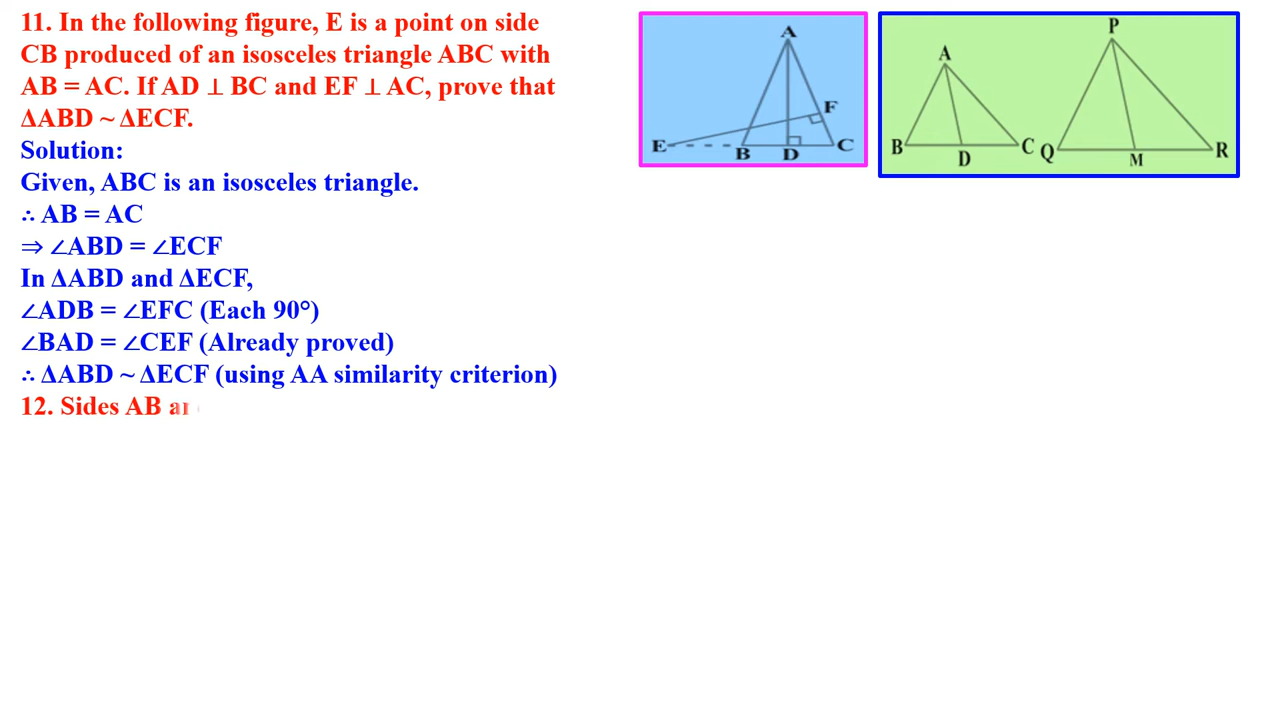 11. In the following figure, E is a point on side
CB produced of an isosceles triangle ABC with
AB = AC. If AD ⊥ BC and EF ⊥ AC, prove that
ΔABD ~ ΔECF.
Solution:
Given, ABC is an isosceles triangle.
∴ AB = AC
⇒ ∠ABD = ∠ECF
In ΔABD and ΔECF,
∠ADB = ∠EFC (Each 90°)
∠BAD = ∠CEF (Already proved)
∴ ΔABD ~ ΔECF (using AA similarity criterion)
12. Sides AB
A
F
E B D C
A
B D C
P
Q M R